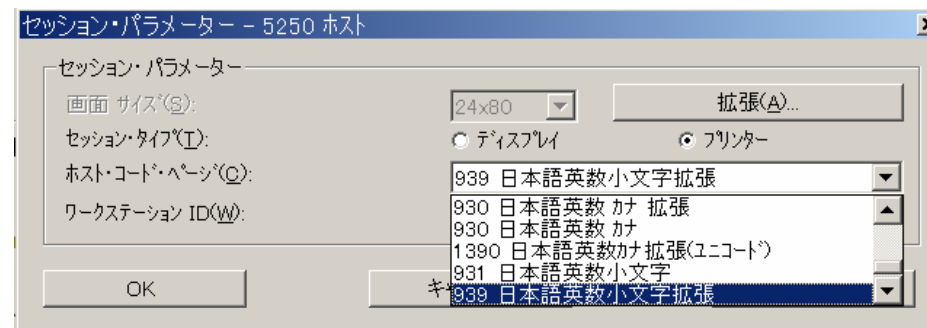 セッション・パラメーター - 5250 ホスト
セッション・パラメーター
画面 サイズ(S):
24x80
拡張(A)...
セッション・タイプ(T):
ディスプレイ
プリンター
ホスト・コード・ページ(C):
939 日本語英数小文字拡張
ワークステーション ID(W):
930 日本語英数 カナ 拡張
930 日本語英数 カナ
1390 日本語英数カナ拡張(ユニコード)
931 日本語英数小文字
939 日本語英数小文字拡張
OK
キ